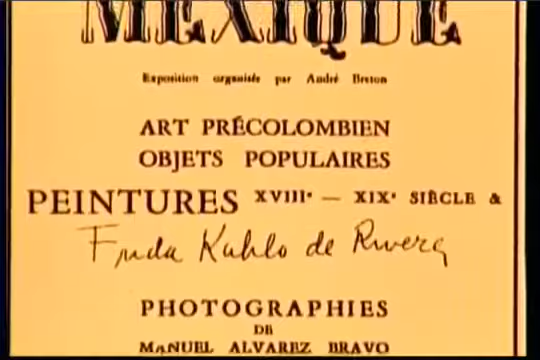 MEXIQUE
Exposition organisée par André Breton
ART PRÉCOLOMBIEN
OBJETS POPULAIRES
PEINTURES XVIIIᵉ — XIXᵉ SIÈCLE &
Frida Kahlo de Rivera
PHOTOGRAPHIES
DE
MANUEL ALVAREZ BRAVO